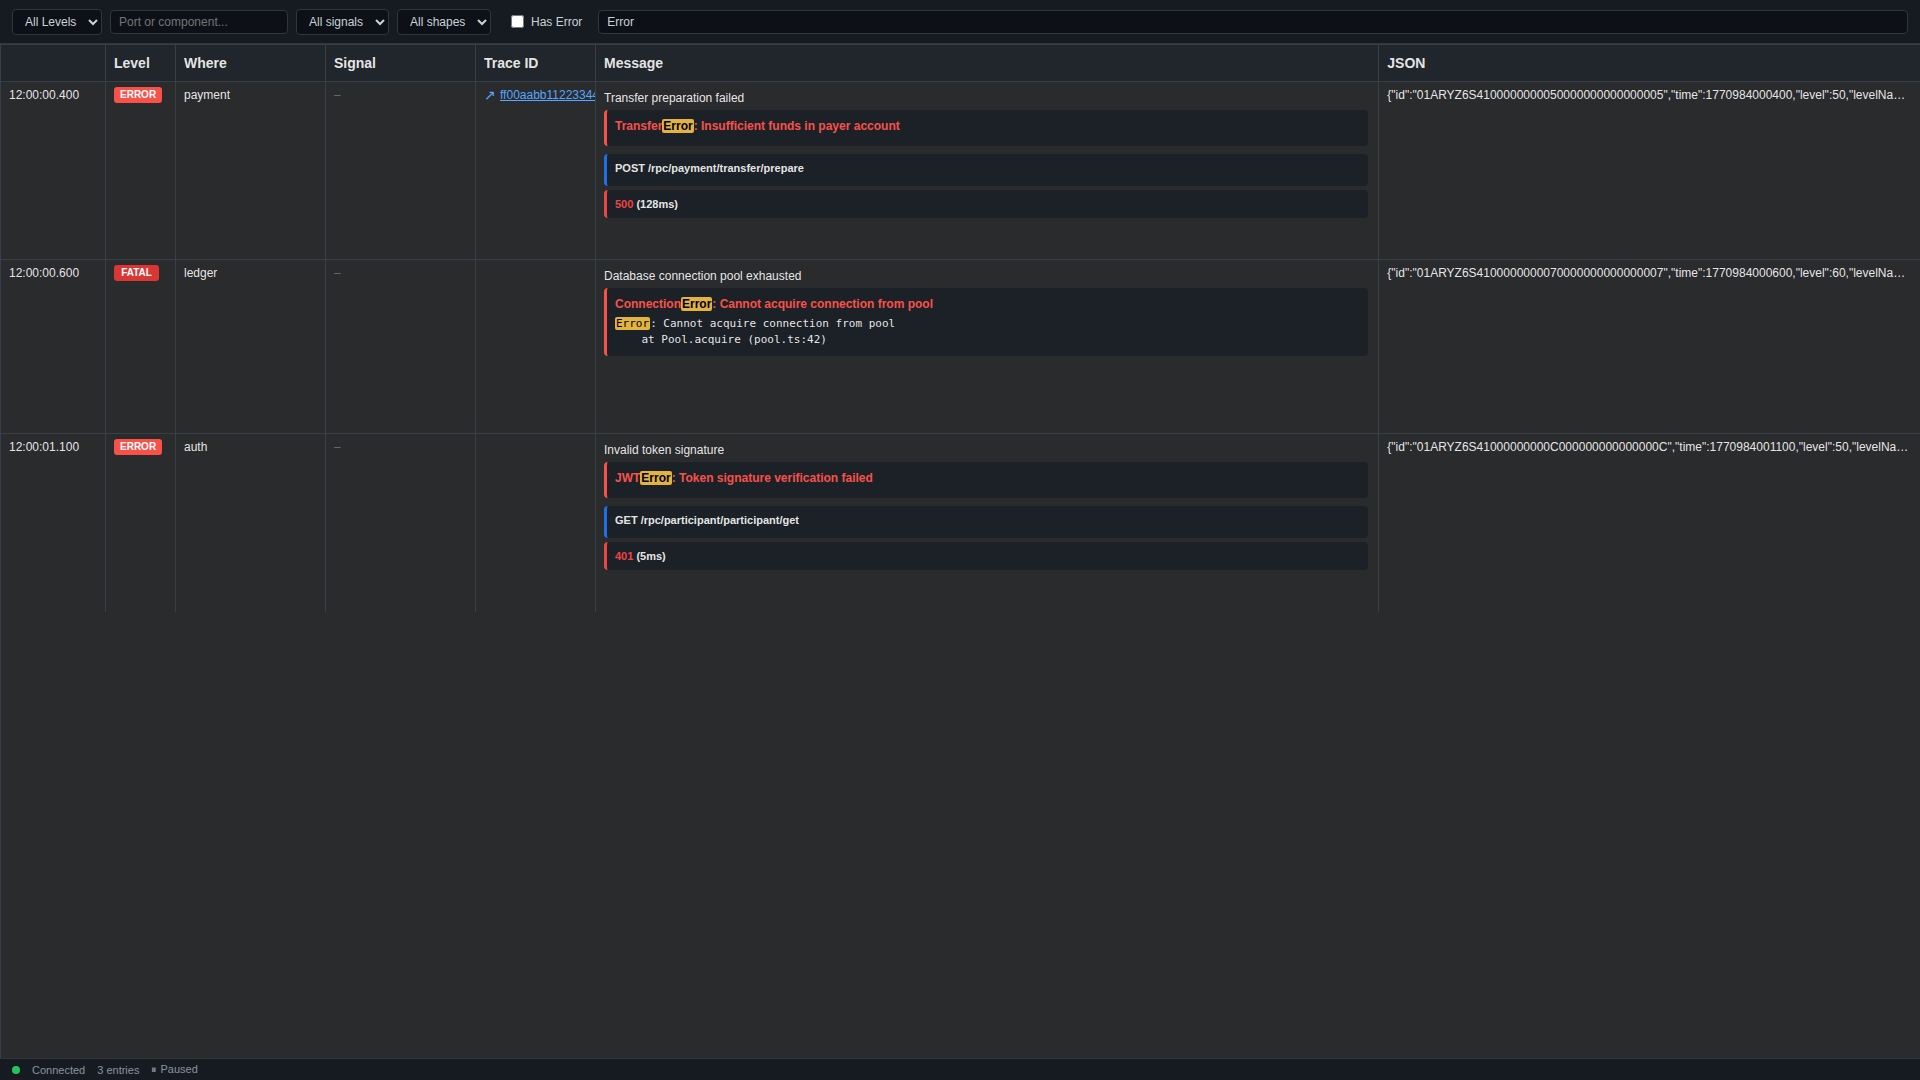 All Levels Port or component... All signals All shapes Has Error Error
Level Where Signal Trace ID Message JSON
12:00:00.400 ERROR payment – ↗ ff00aabb11223344 Transfer preparation failed {"id":"01ARYZ6S410000000005000000000000005","time":1770984000400,"level":50,"levelNa…
TransferError: Insufficient funds in payer account
POST /rpc/payment/transfer/prepare
500 (128ms)
12:00:00.600 FATAL ledger – Database connection pool exhausted {"id":"01ARYZ6S410000000007000000000000007","time":1770984000600,"level":60,"levelNa…
ConnectionError: Cannot acquire connection from pool
Error: Cannot acquire connection from pool
at Pool.acquire (pool.ts:42)
12:00:01.100 ERROR auth – Invalid token signature {"id":"01ARYZ6S41000000000C000000000000000C","time":1770984001100,"level":50,"levelNa…
JWTError: Token signature verification failed
GET /rpc/participant/participant/get
401 (5ms)
Connected 3 entries ⏸ Paused